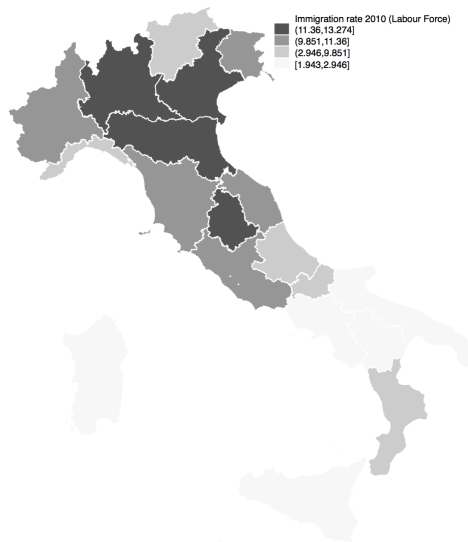 Immigration rate 2010 (Labour Force)
(11.36,13.274]
(9.851,11.36]
(2.946,9.851]
[1.943,2.946]